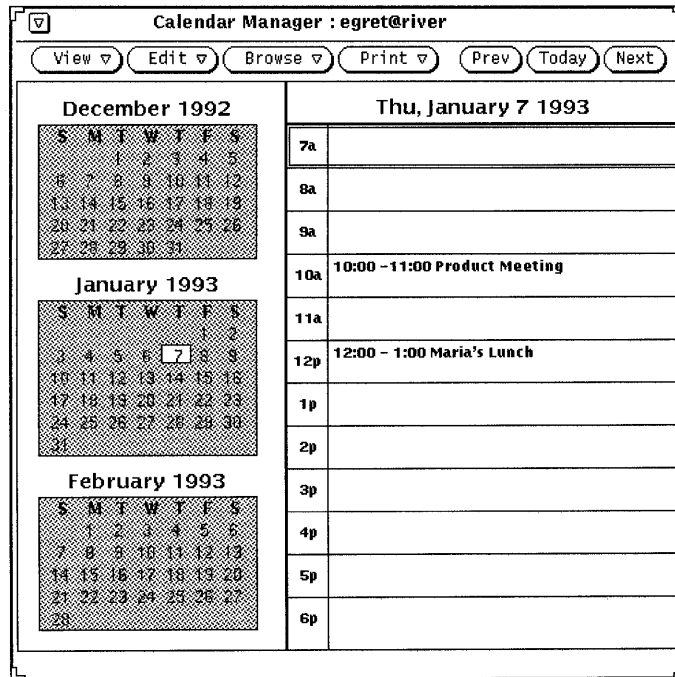 Calendar Manager : egret@river
View Edit Browse Print Prev Today Next
December 1992
S M T W T F S
1 2 3 4 5
6 7 8 9 10 11 12
13 14 15 16 17 18 19
20 21 22 23 24 25 26
27 28 29 30 31
January 1993
S M T W T F S
1 2
3 4 5 6 7 8 9
10 11 12 13 14 15 16
17 18 19 20 21 22 23
24 25 26 27 28 29 30
31
February 1993
S M T W T F S
1 2 3 4 5 6
7 8 9 10 11 12 13
14 15 16 17 18 19 20
21 22 23 24 25 26 27
28
Thu, January 7 1993
7a
8a
9a
10a 10:00 -11:00 Product Meeting
11a
12p 12:00 - 1:00 Maria's Lunch
1p
2p
3p
4p
5p
6p